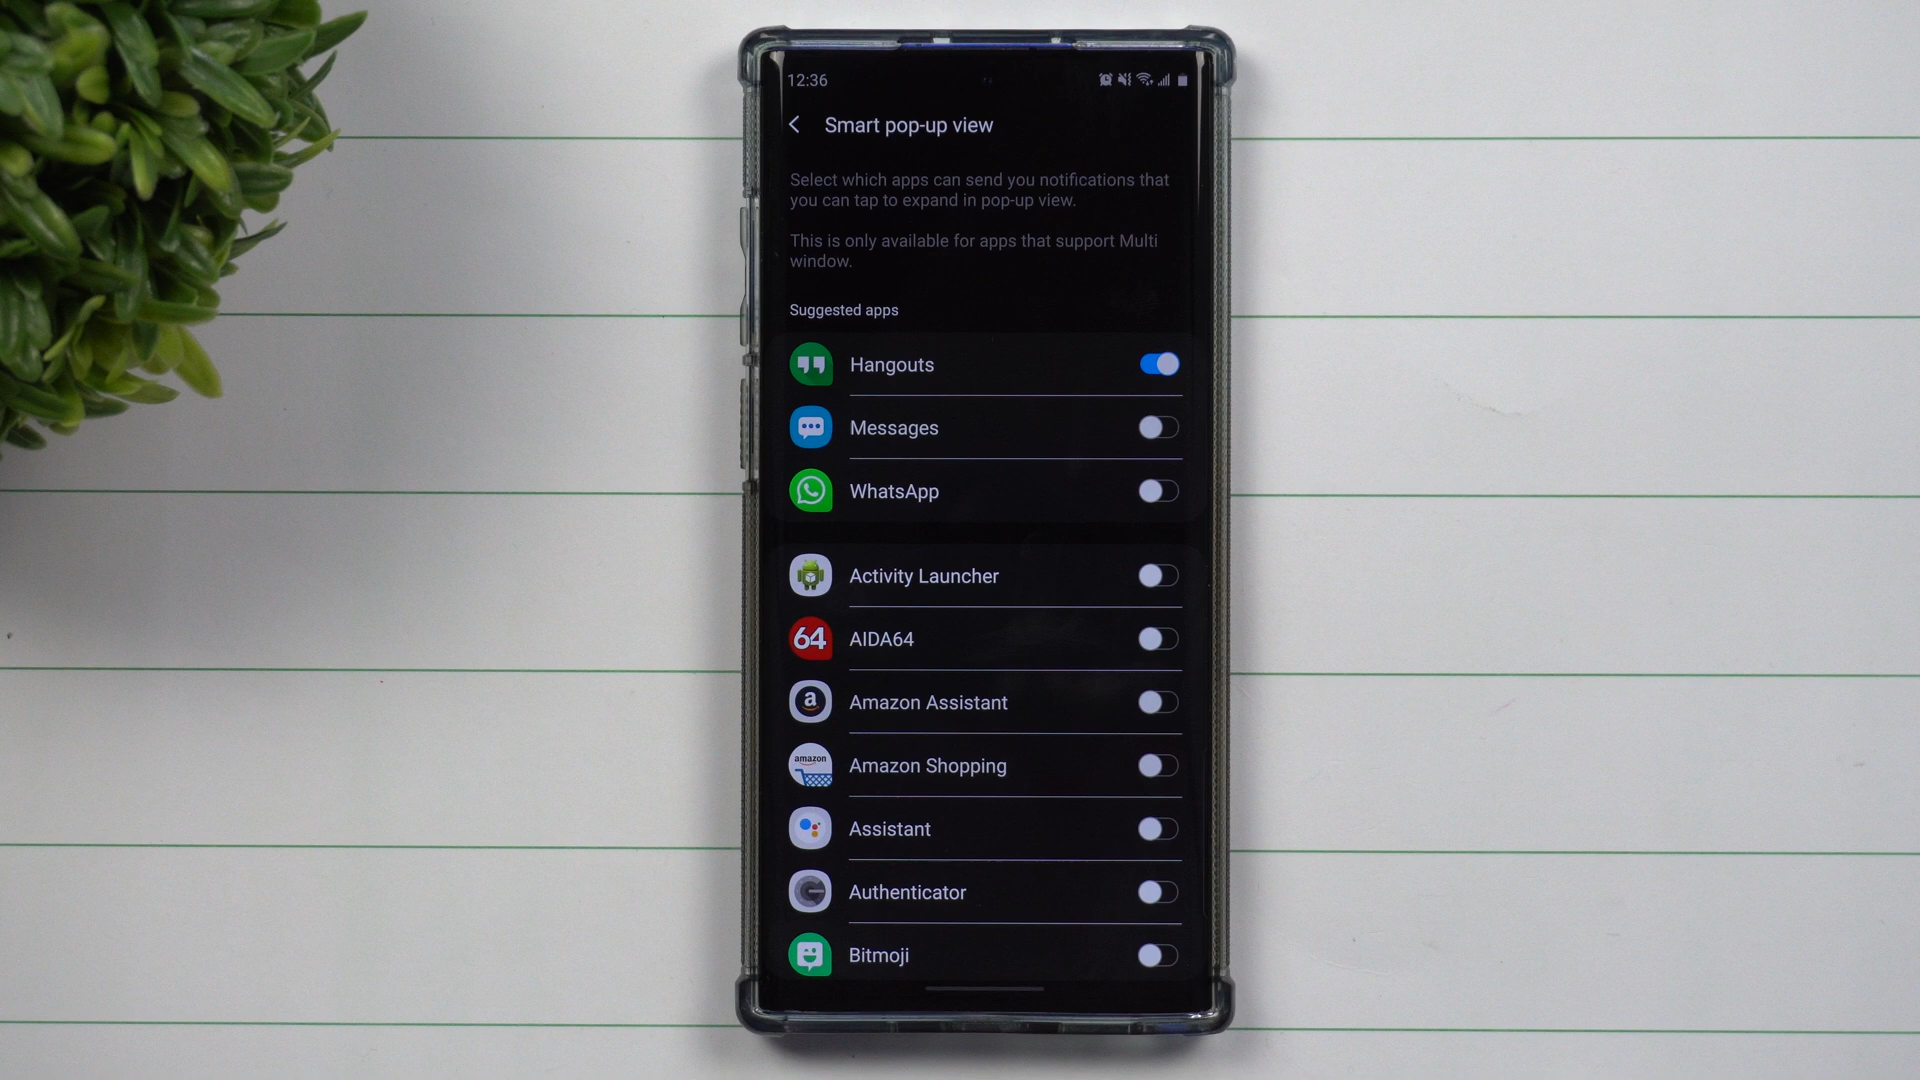 12:36
Smart pop-up view
Select which apps can send you notifications that
you can tap to expand in pop-up view.
This is only available for apps that support Multi
window.
Suggested apps
Hangouts
Messages
WhatsApp
Activity Launcher
64 AIDA64
a Amazon Assistant
amazon Amazon Shopping
Assistant
Authenticator
Bitmoji